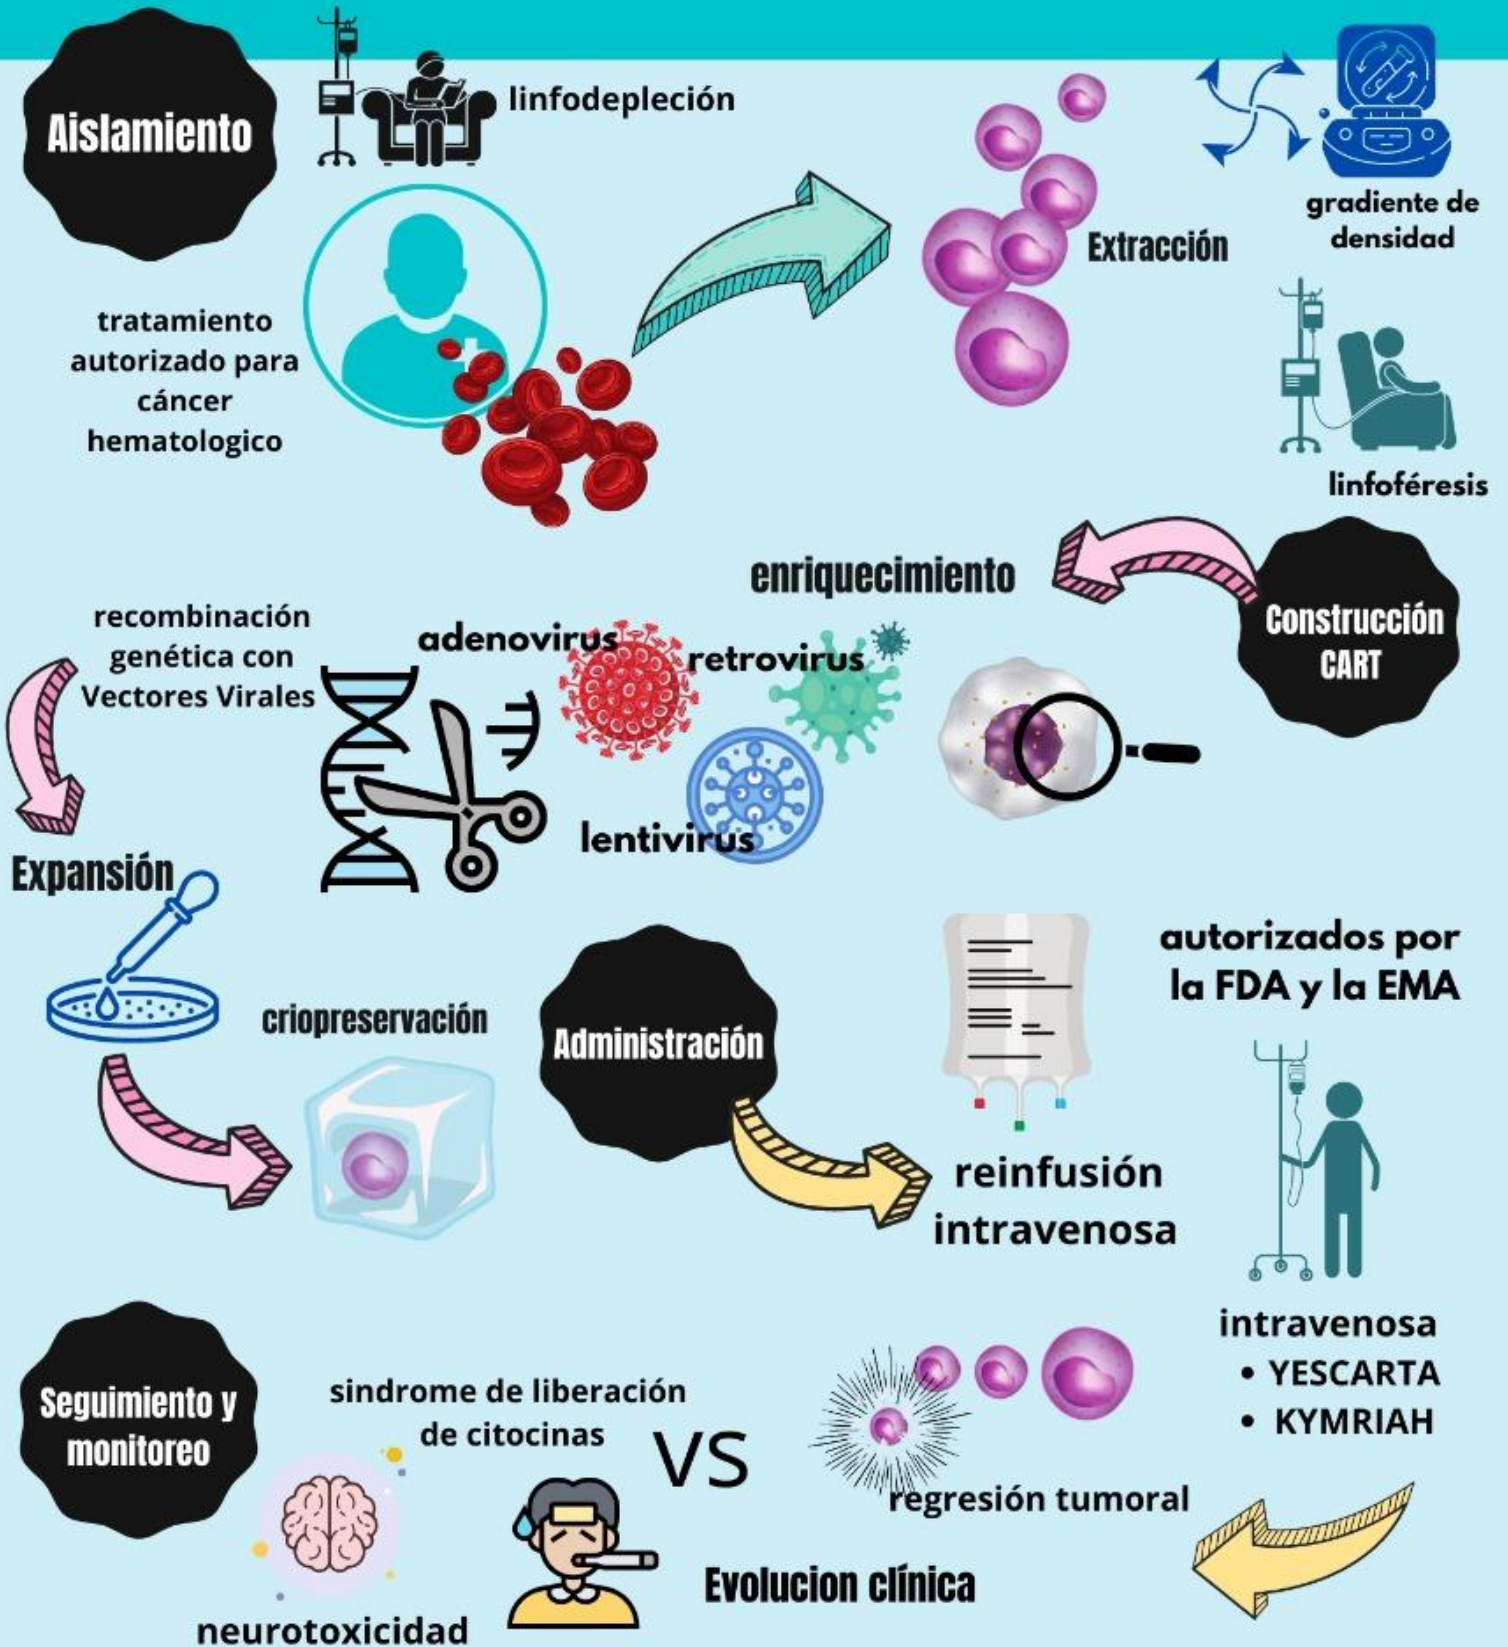 Aislamiento
linfodepleción
tratamiento
autorizado para
cáncer
hematologico
Extracción
gradiente de
densidad
linfoféresis
Construcción
CART
enriquecimiento
adenovirus
retrovirus
lentivirus
recombinación
genética con
Vectores Virales
Expansión
criopreservación
Administración
reinfusión
intravenosa
autorizados por
la FDA y la EMA
intravenosa
• YESCARTA
• KYMRIAH
Seguimiento y
monitoreo
sindrome de liberación
de citocinas
neurotoxicidad
VS
regresión tumoral
Evolucion clínica